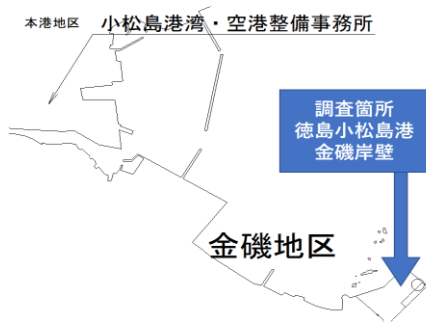 本港地区 小松島港湾・空港整備事務所
調査箇所
徳島小松島港
金磯岸壁
金磯地区